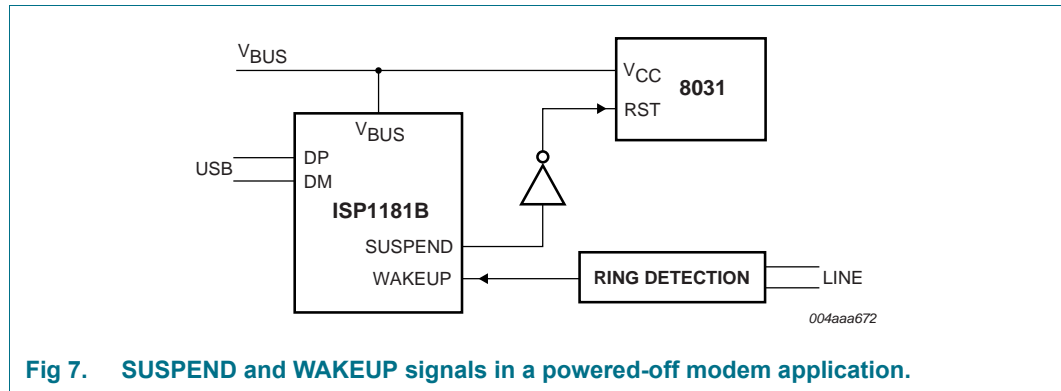 VBUS
VCC
8031
RST
VBUS
DP
USB
DM
ISP1181B
SUSPEND
WAKEUP
RING DETECTION
LINE
004aaa672
Fig 7. SUSPEND and WAKEUP signals in a powered-off modem application.